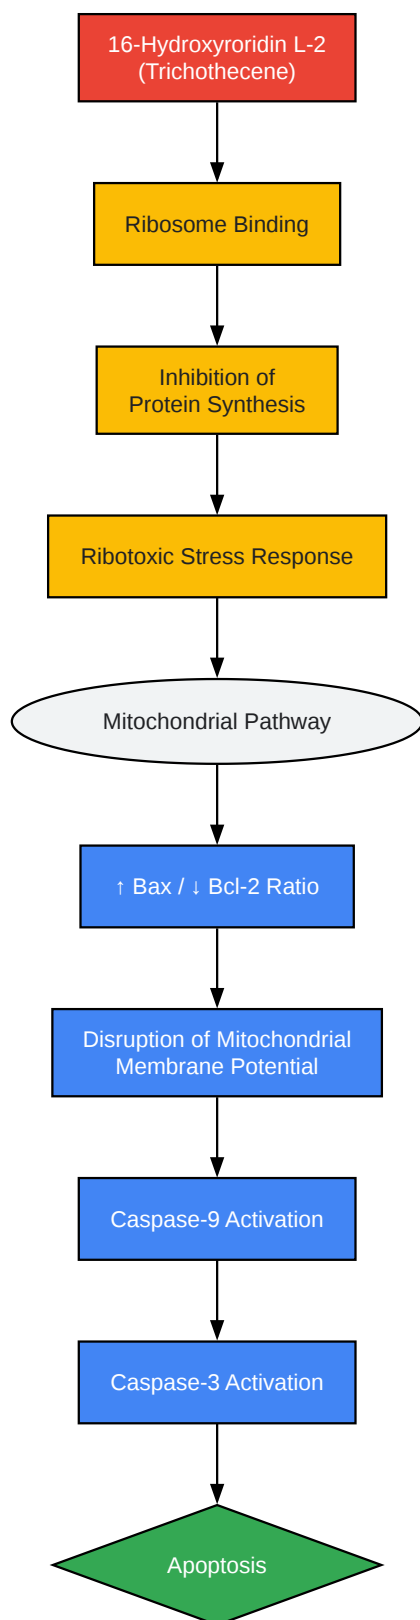 16-Hydroxyroridin L-2
(Trichothecene)
Ribosome Binding
Inhibition of
Protein Synthesis
Ribotoxic Stress Response
Mitochondrial Pathway
↑ Bax / ↓ Bcl-2 Ratio
Disruption of Mitochondrial
Membrane Potential
Caspase-9 Activation
Caspase-3 Activation
Apoptosis